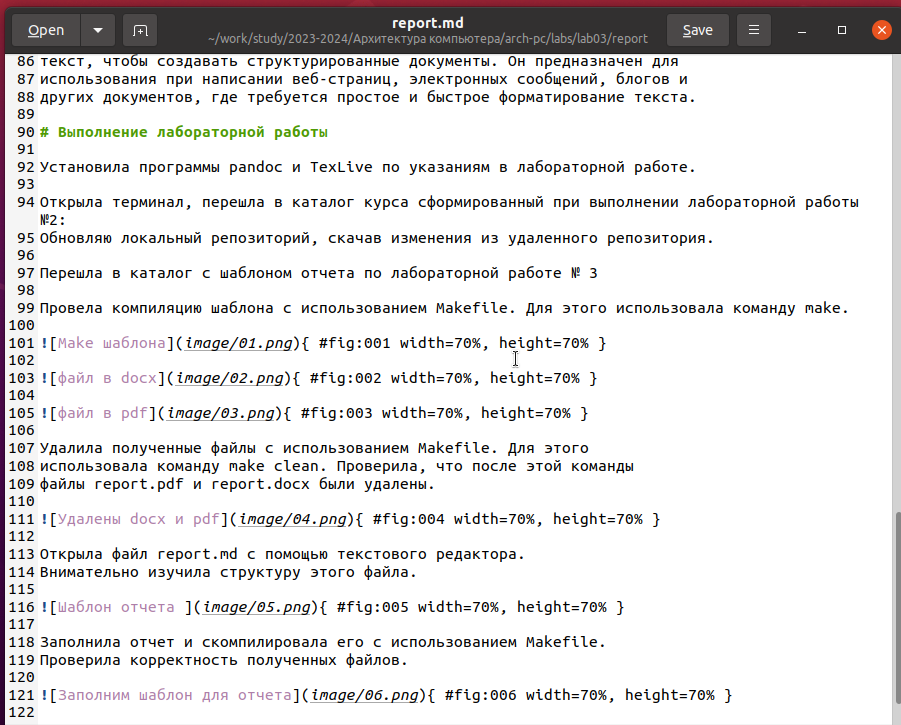 report.md
Open
~/work/study/2023-2024/Архитектура компьютера/arch-pc/labs/lab03/report
Save
86 текст, чтобы создавать структурированные документы. Он предназначен для
87 использования при написании веб-страниц, электронных сообщений, блогов и
88 других документов, где требуется простое и быстрое форматирование текста.
89
90 # Выполнение лабораторной работы
91
92 Установила программы pandoc и TexLive по указаниям в лабораторной работе.
93
94 Открыла терминал, перешла в каталог курса сформированный при выполнении лабораторной работы
№2:
95 Обновляю локальный репозиторий, скачав изменения из удаленного репозитория.
96
97 Перешла в каталог с шаблоном отчета по лабораторной работе № 3
98
99 Провела компиляцию шаблона с использованием Makefile. Для этого использовала команду make.
100
101 ![Make шаблона](image/01.png){ #fig:001 width=70%, height=70% }
102
103 ![файл в docx](image/02.png){ #fig:002 width=70%, height=70% }
104
105 ![файл в pdf](image/03.png){ #fig:003 width=70%, height=70% }
106
107 Удалила полученные файлы с использованием Makefile. Для этого
108 использовала команду make clean. Проверила, что после этой команды
109 файлы report.pdf и report.docx были удалены.
110
111 ![Удалены docx и pdf](image/04.png){ #fig:004 width=70%, height=70% }
112
113 Открыла файл report.md с помощью текстового редактора.
114 Внимательно изучила структуру этого файла.
115
116 ![Шаблон отчета ](image/05.png){ #fig:005 width=70%, height=70% }
117
118 Заполнила отчет и скомпилировала его с использованием Makefile.
119 Проверила корректность полученных файлов.
120
121 ![Заполним шаблон для отчета](image/06.png){ #fig:006 width=70%, height=70% }
122